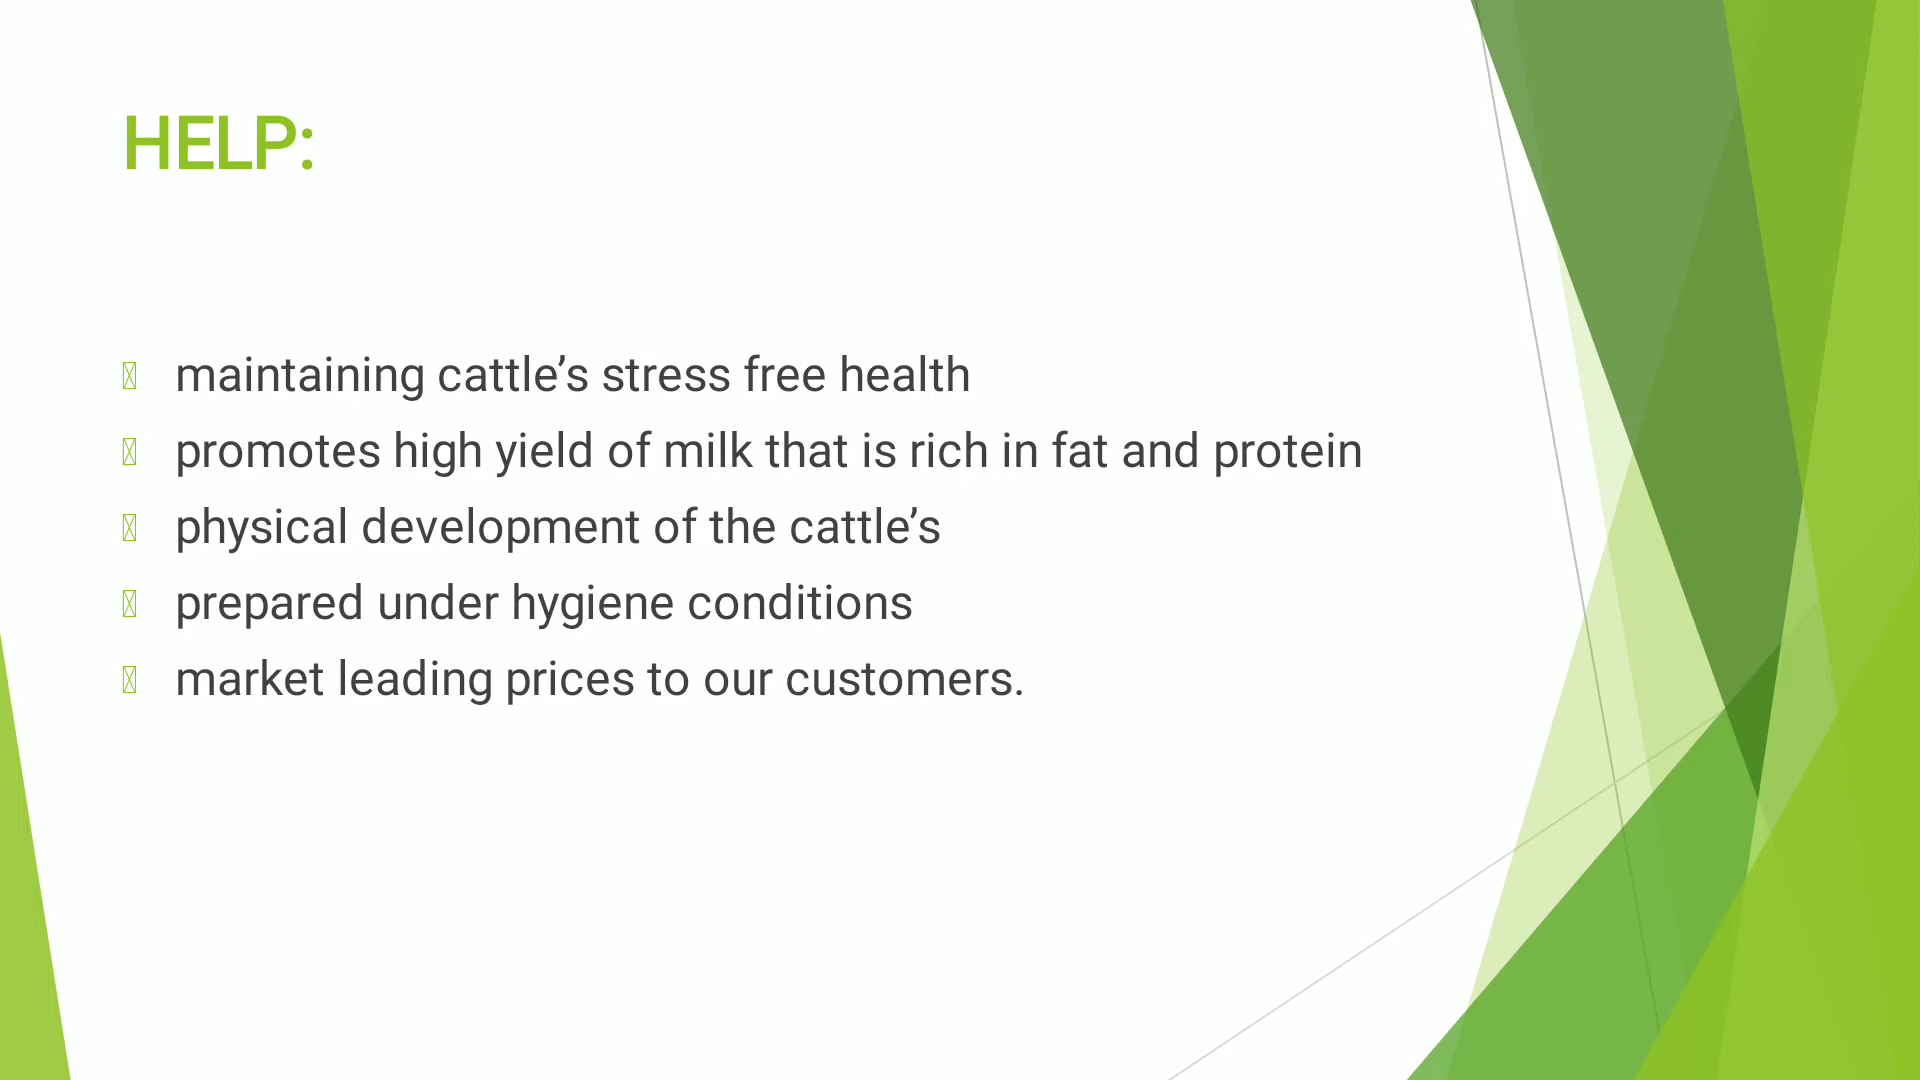 HELP:
maintaining cattle’s stress free health
promotes high yield of milk that is rich in fat and protein
physical development of the cattle’s
prepared under hygiene conditions
market leading prices to our customers.